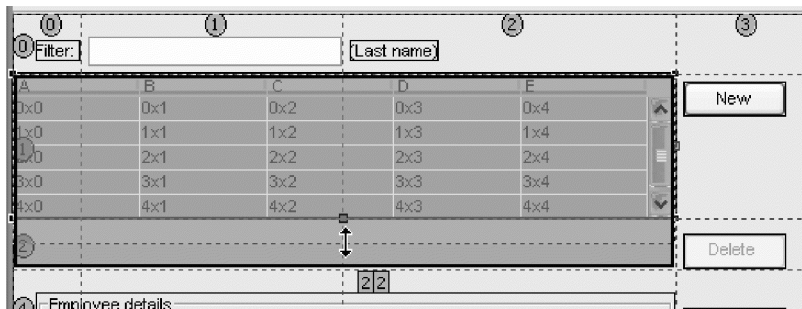 0 1 2 3
0 Filter: (Last name)
A B C D E
0x0 0x1 0x2 0x3 0x4 New
1x0 1x1 1x2 1x3 1x4
1
2x0 2x1 2x2 2x3 2x4
3x0 3x1 3x2 3x3 3x4
4x0 4x1 4x2 4x3 4x4
2 Delete
2 2
4 Employee details